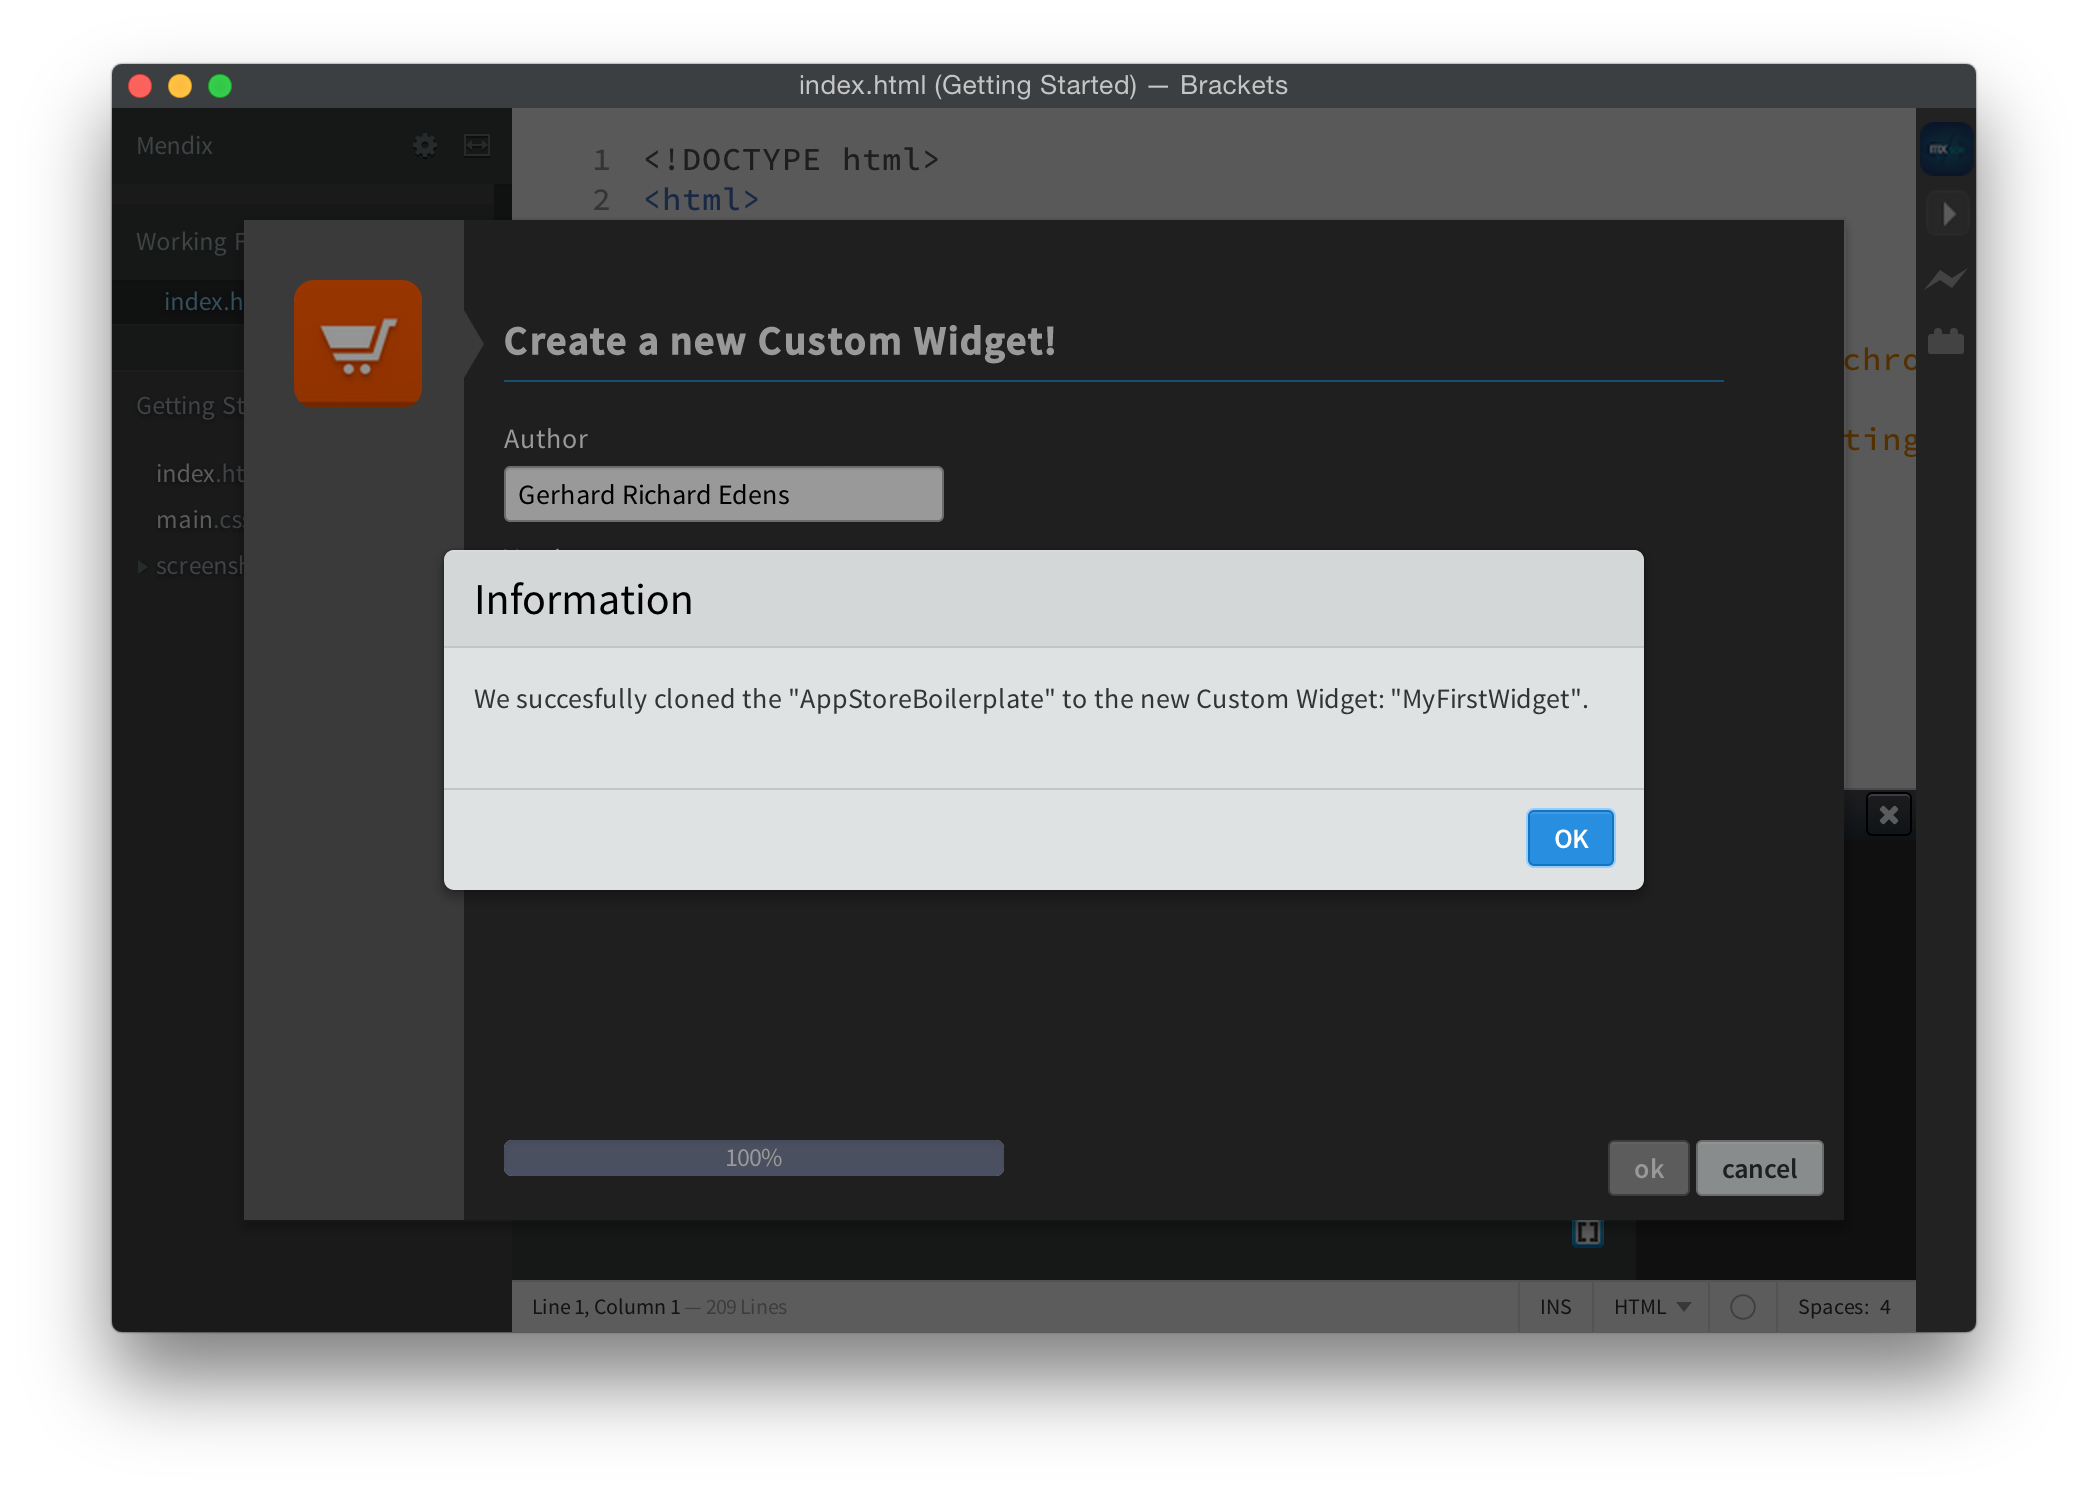 index.html (Getting Started) — Brackets
Mendix
1 <!DOCTYPE html>
2 <html>
mx
Working F
index.h
Create a new Custom Widget!
chro
Getting St
Author
ting
index.ht
Gerhard Richard Edens
main.cs
screensh
Information
We succesfully cloned the "AppStoreBoilerplate" to the new Custom Widget: "MyFirstWidget".
OK
100%
ok cancel
Line 1, Column 1 — 209 Lines
INS HTML Spaces: 4